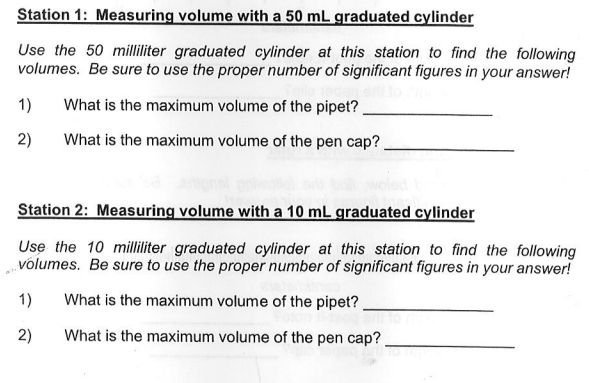 Station 1: Measuring volume with a 50 mL graduated cylinder
Use the 50 milliliter graduated cylinder at this station to find the following
volumes. Be sure to use the proper number of significant figures in your answer!
1) What is the maximum volume of the pipet?
2) What is the maximum volume of the pen cap?
Station 2: Measuring volume with a 10 mL graduated cylinder
Use the 10 milliliter graduated cylinder at this station to find the following
volumes. Be sure to use the proper number of significant figures in your answer!
1) What is the maximum volume of the pipet?
2) What is the maximum volume of the pen cap?